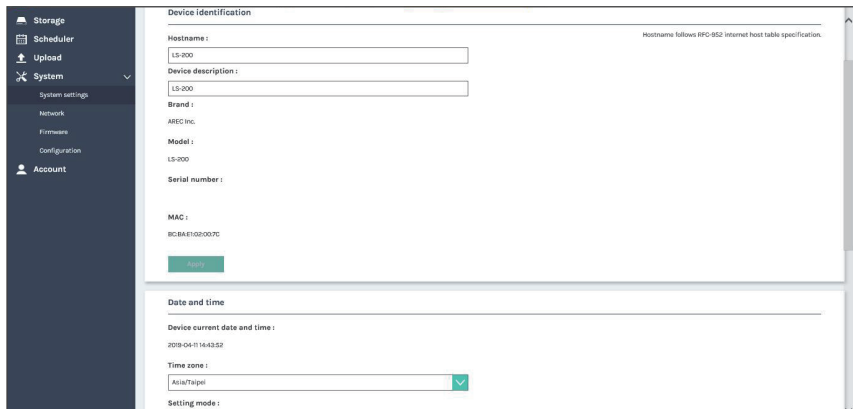 Storage
Scheduler
Upload
System
System settings
Network
Firmware
Configuration
Account
Device identification
Hostname :
Hostname follows RFC-952 internet host table specification.
LS-200
Device description :
LS-200
Brand :
AREC Inc.
Model :
LS-200
Serial number :
MAC :
BC:BA:E1:02:00:7C
Apply
Date and time
Device current date and time :
2019-04-11 14:43:52
Time zone :
Asia/Taipei
Setting mode :